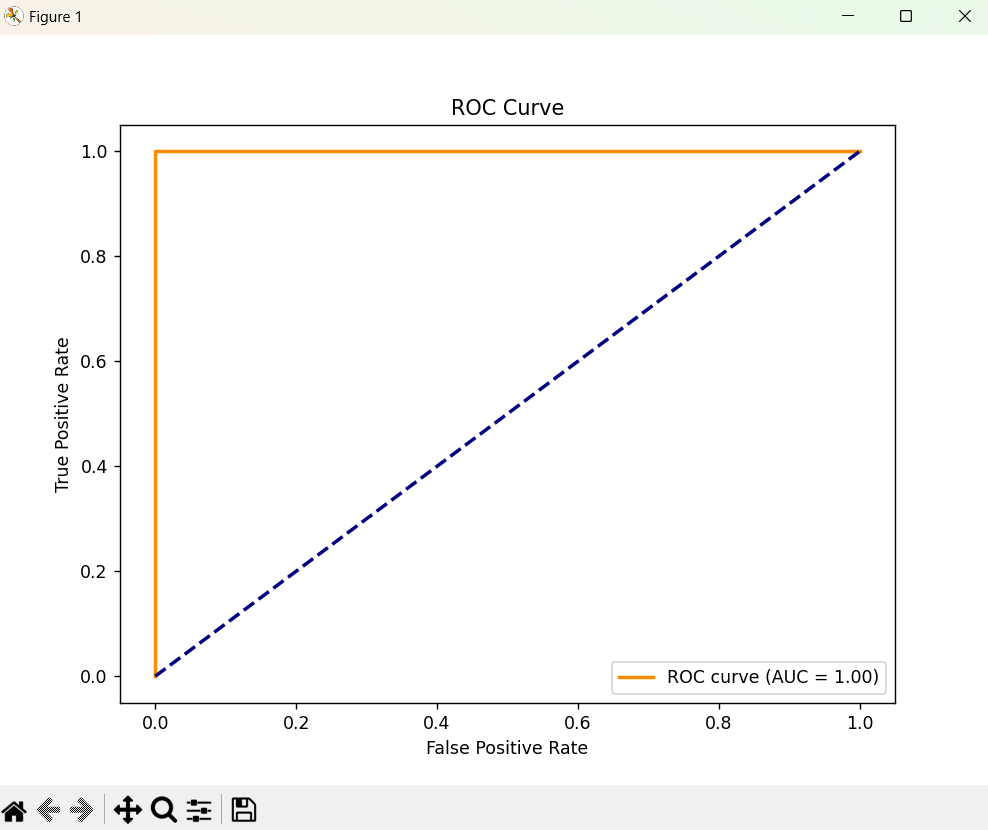 Figure 1
ROC Curve
1.0
0.8
0.6
0.4
0.2
0.0
True Positive Rate
ROC curve (AUC = 1.00)
0.0 0.2 0.4 0.6 0.8 1.0
False Positive Rate